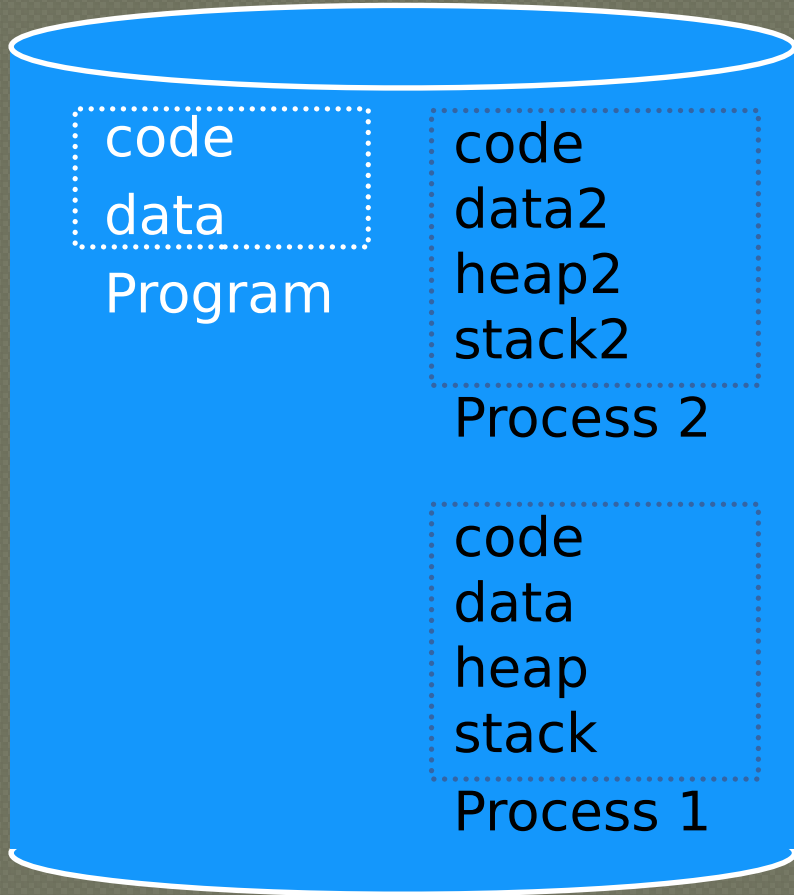 code
data
Program
code
data2
heap2
stack2
Process 2
code
data
heap
stack
Process 1